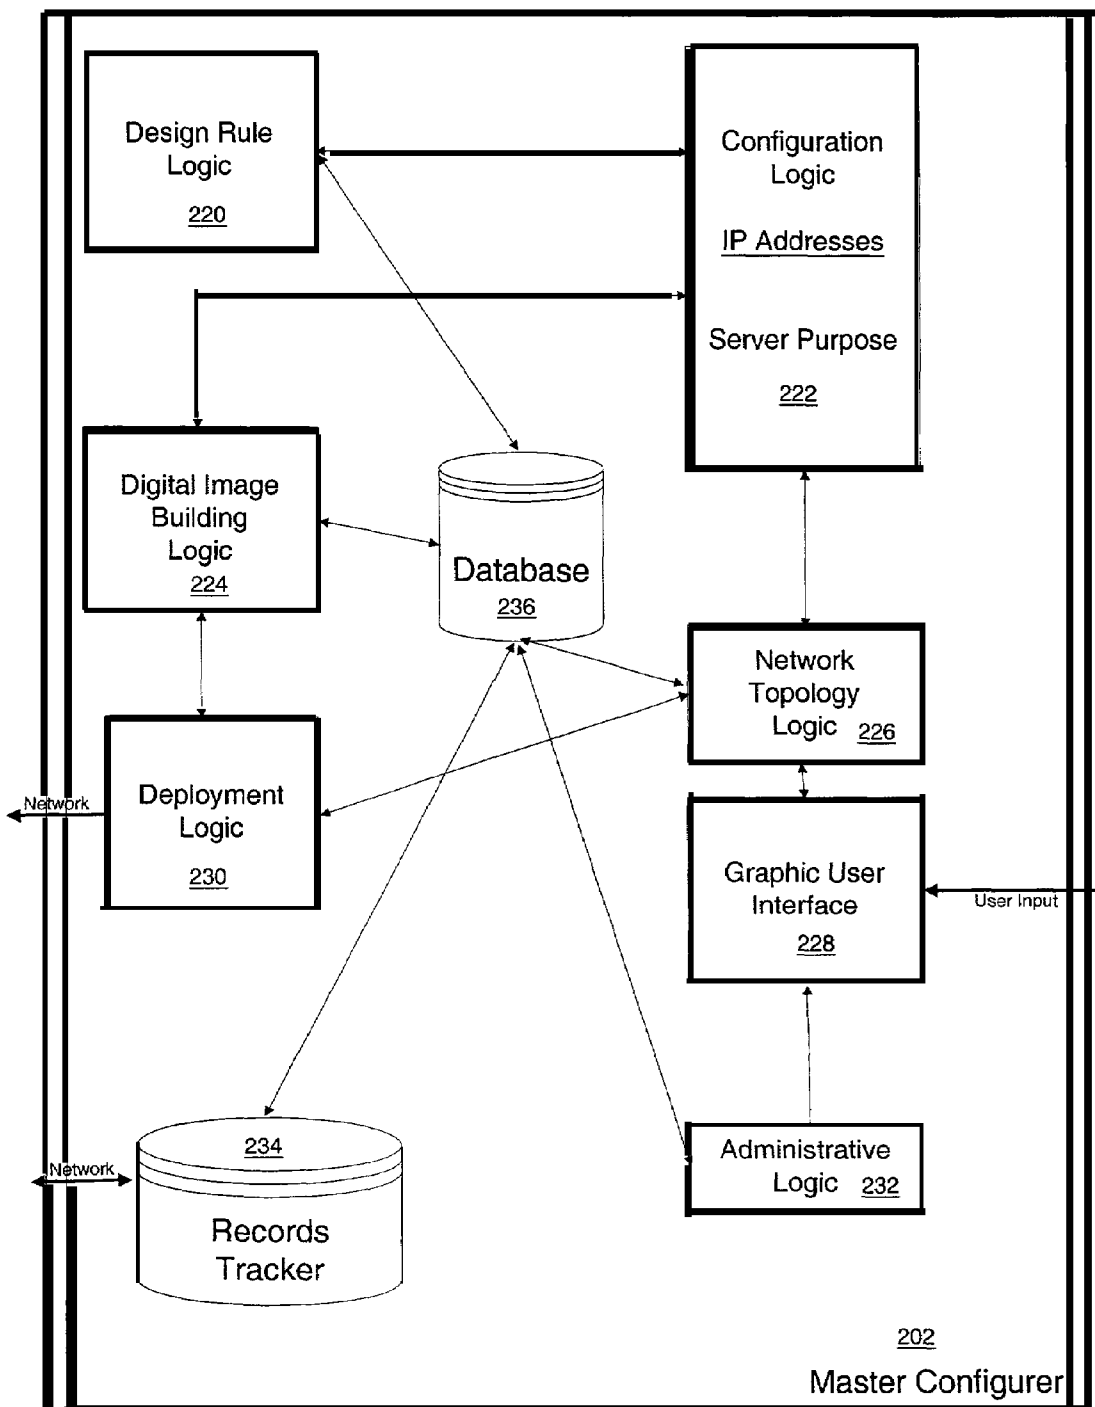 Design Rule
Logic
220
Configuration
Logic
IP Addresses
Server Purpose
222
Digital Image
Building
Logic
224
Database
236
Network
Topology
Logic 226
Network
Deployment
Logic
230
Graphic User
Interface
228
User Input
Network
234
Records
Tracker
Administrative
Logic 232
202
Master Configurer